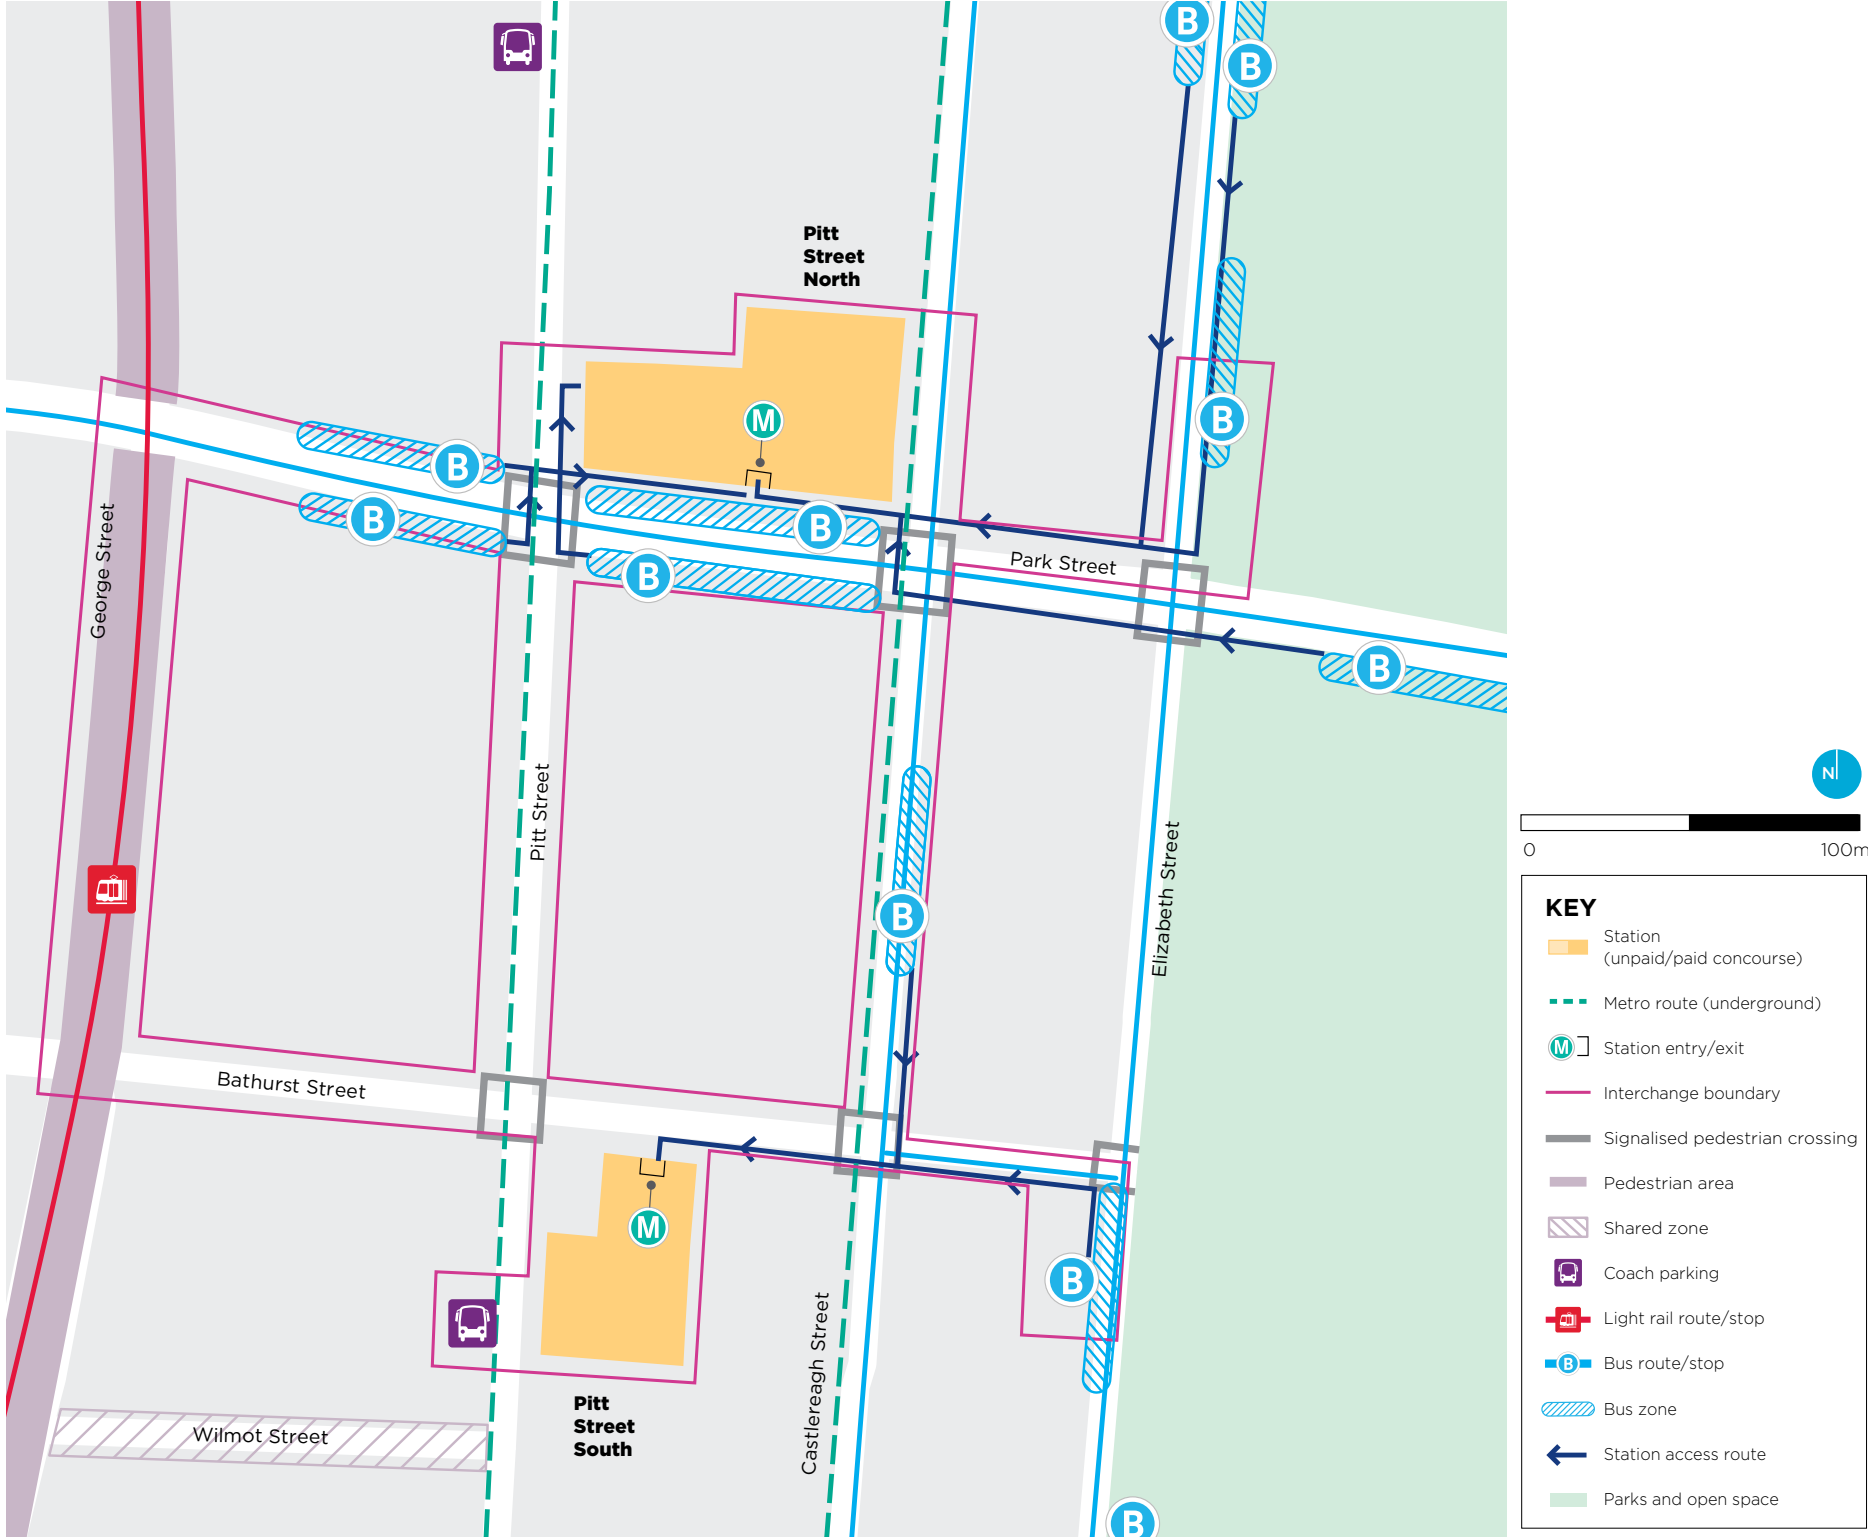 B
B
Pitt
Street
North
M
B
B
B
B
B
Park Street
George Street
B
Pitt Street
Elizabeth Street
B
Bathurst Street
M
B
Castlereagh Street
Pitt
Street
South
Wilmot Street
B
N
0 100m
KEY
Station
(unpaid/paid concourse)
Metro route (underground)
M Station entry/exit
Interchange boundary
Signalised pedestrian crossing
Pedestrian area
Shared zone
Coach parking
Light rail route/stop
B Bus route/stop
Bus zone
Station access route
Parks and open space